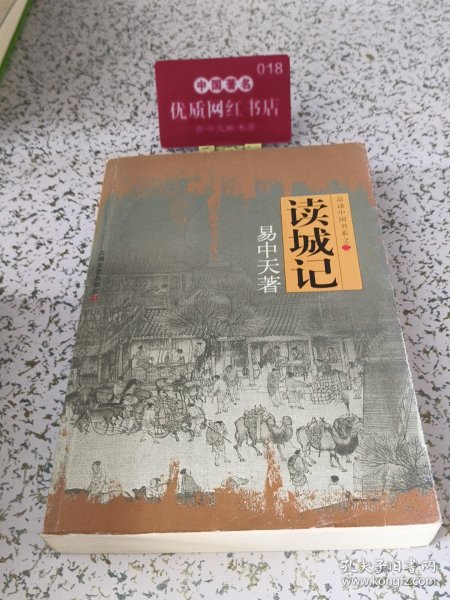 018
中国著名
优质网红书店
品读中国书系之二
读城记
易中天著
孔夫子旧书网
www.kongfz.com